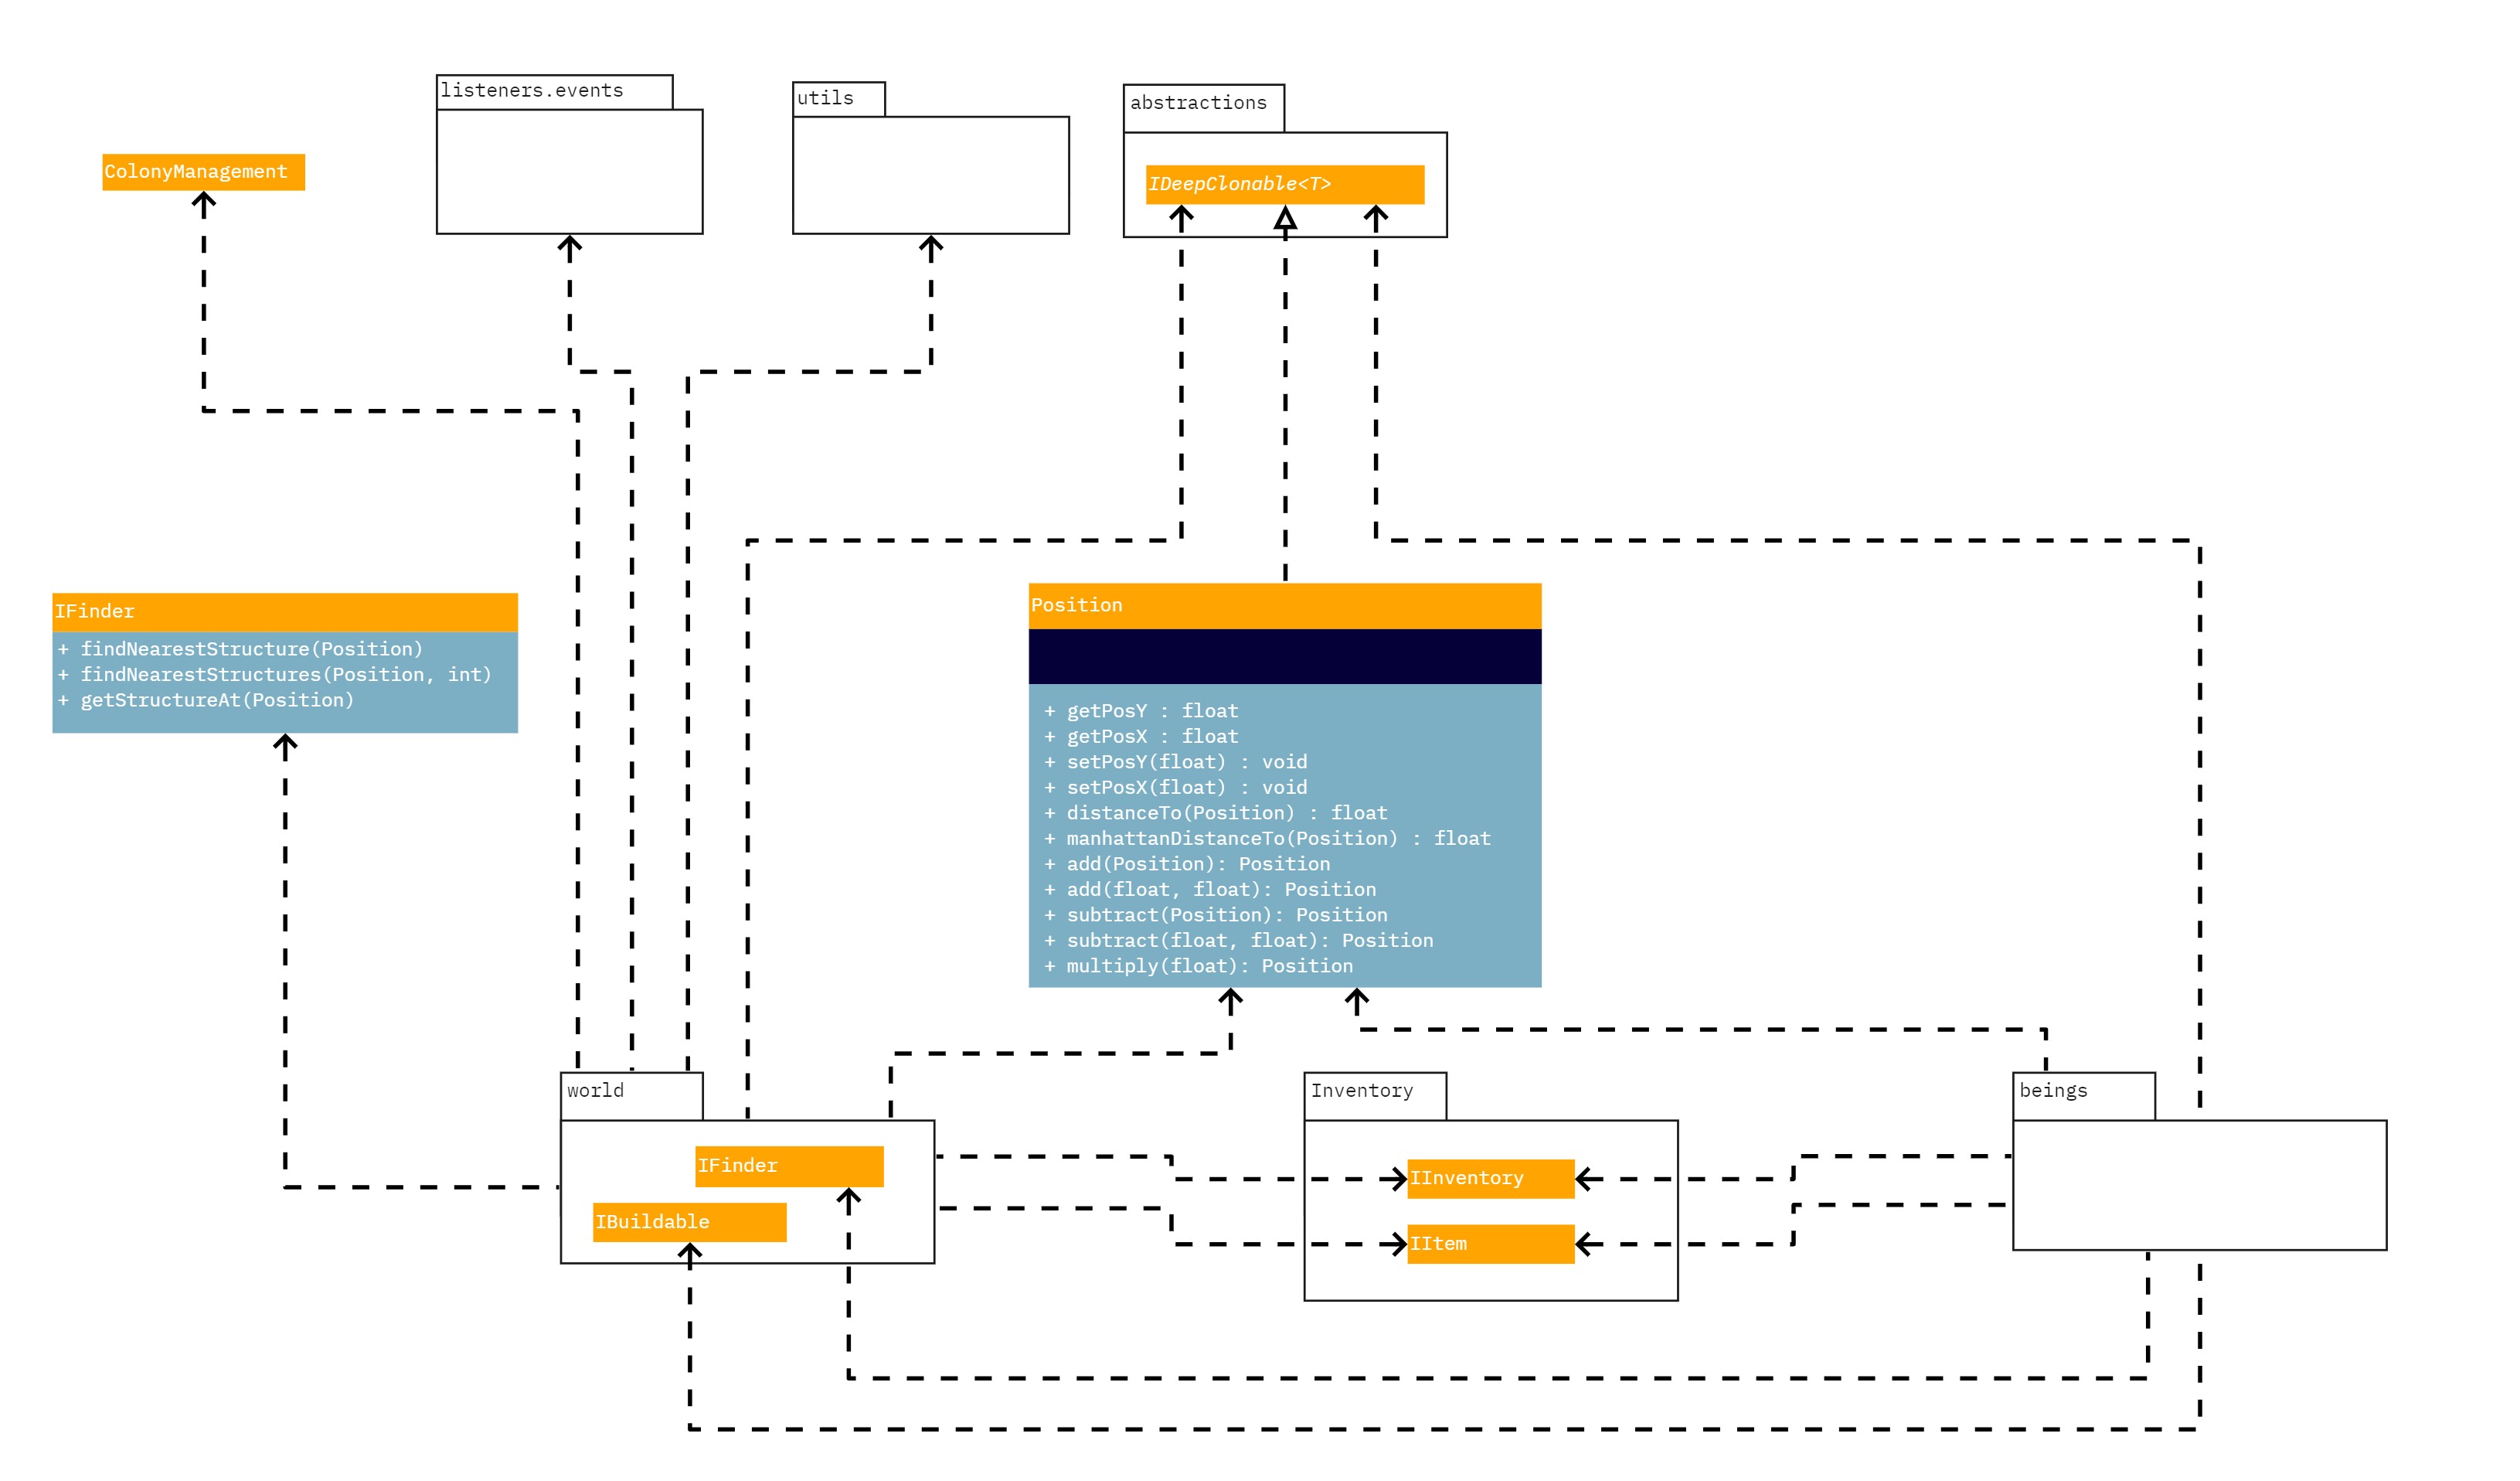 listeners.events
utils
abstractions
ColonyManagement
IDeepClonable<T>
IFinder
+ findNearestStructure(Position)
+ findNearestStructures(Position, int)
+ getStructureAt(Position)
Position
+ getPosY : float
+ getPosX : float
+ setPosY(float) : void
+ setPosX(float) : void
+ distanceTo(Position) : float
+ manhattanDistanceTo(Position) : float
+ add(Position): Position
+ add(float, float): Position
+ subtract(Position): Position
+ subtract(float, float): Position
+ multiply(float): Position
world
IFinder
IBuildable
Inventory
IInventory
IItem
beings